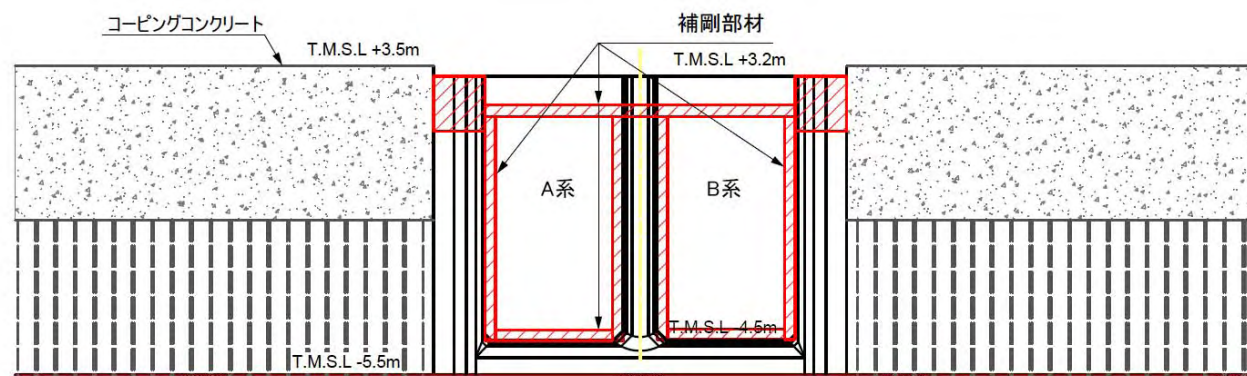 コーピングコンクリート
補剛部材
T.M.S.L +3.5m
T.M.S.L +3.2m
A系
B系
T.M.S.L -4.5m
T.M.S.L -5.5m